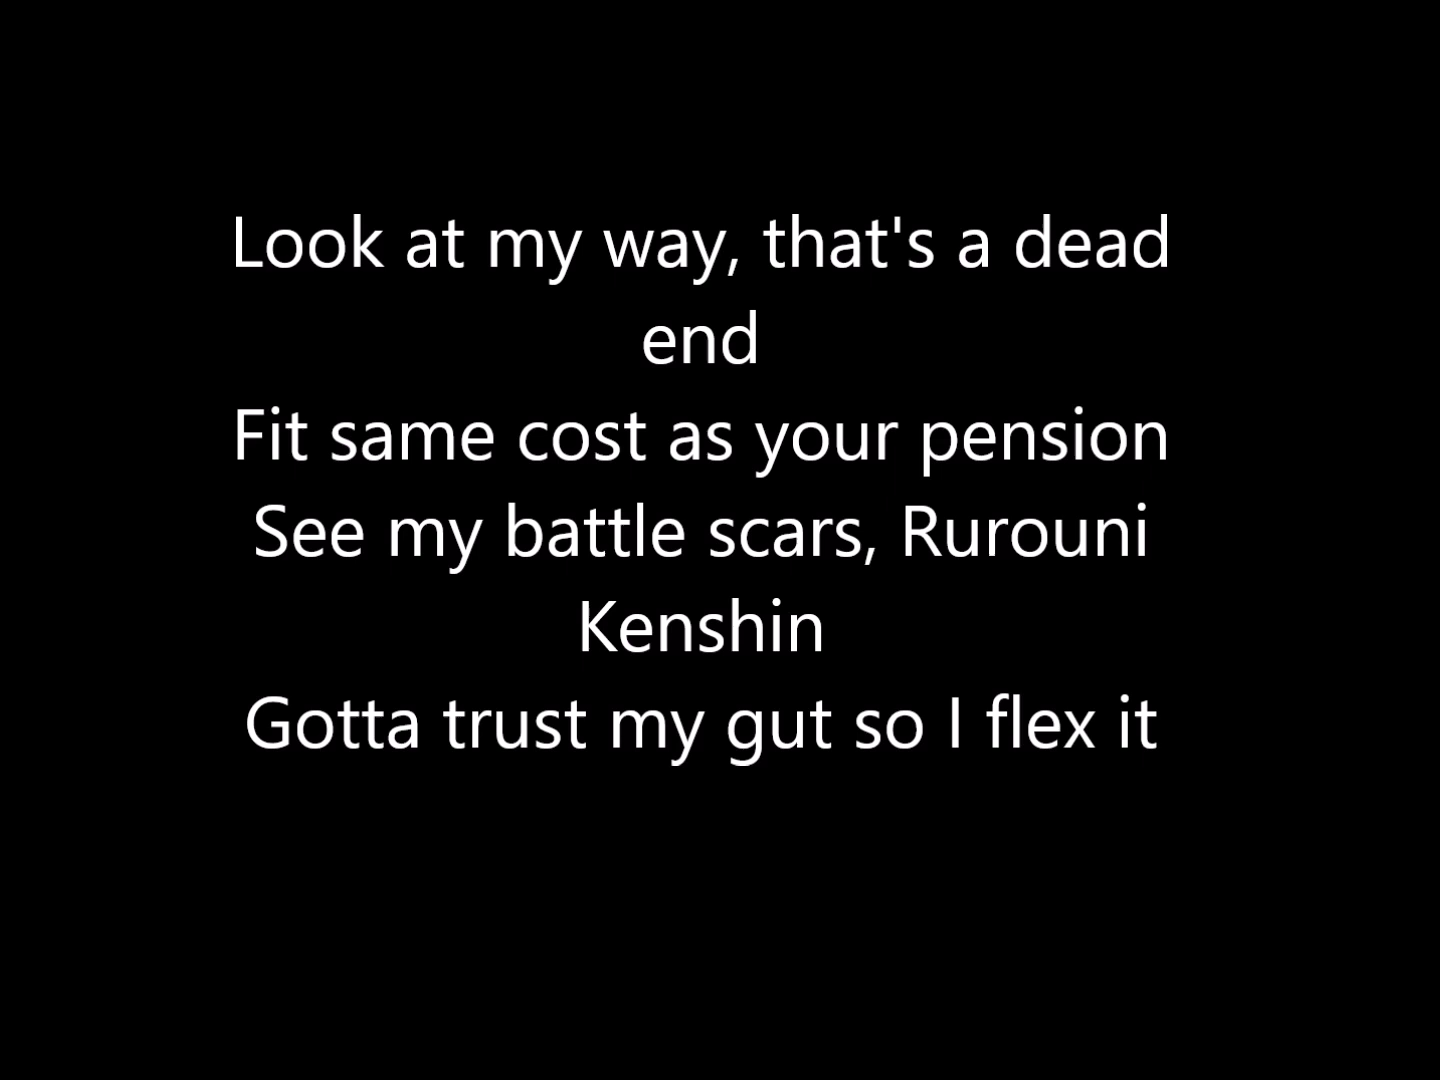 Look at my way, that's a dead
end
Fit same cost as your pension
See my battle scars, Rurouni
Kenshin
Gotta trust my gut so I flex it